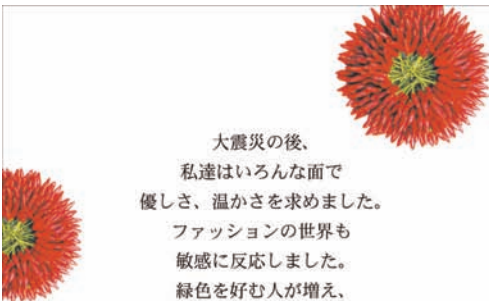 大震災の後、
私達はいろんな面で
優しさ、温かさを求めました。
ファッションの世界も
敏感に反応しました。
緑色を好む人が増え、